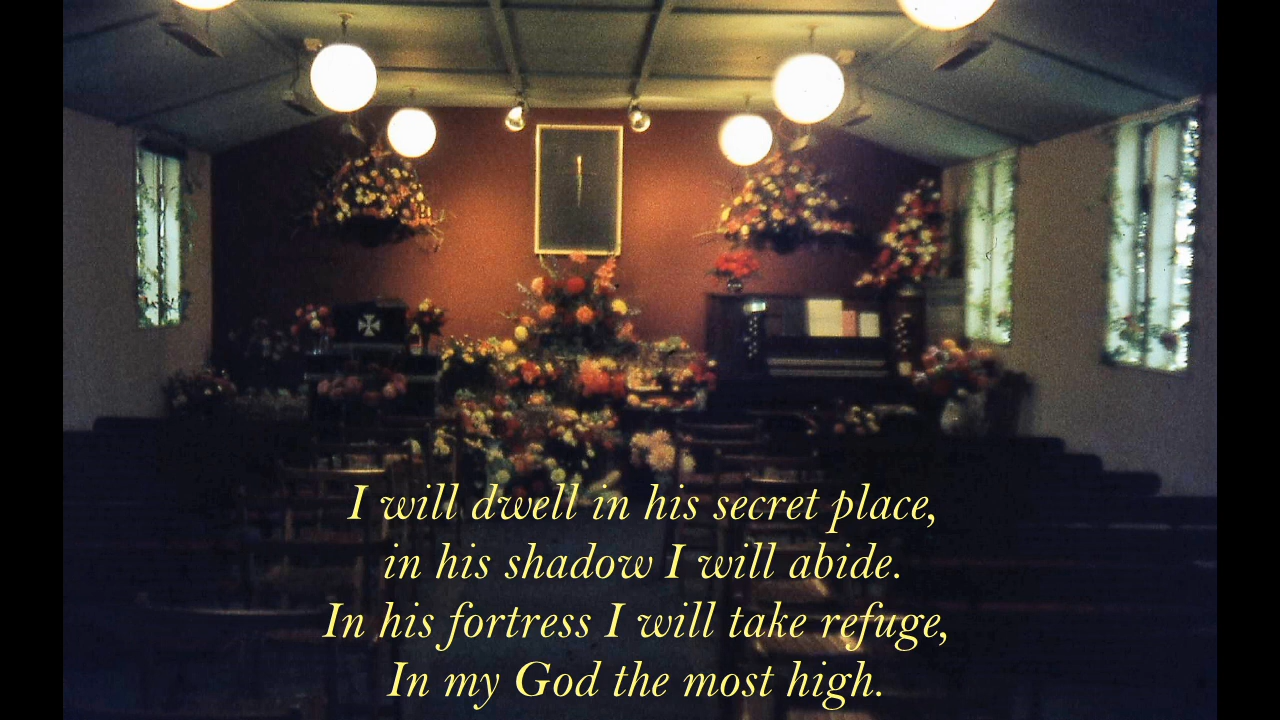 I will dwell in his secret place,
in his shadow I will abide.
In his fortress I will take refuge,
In my God the most high.